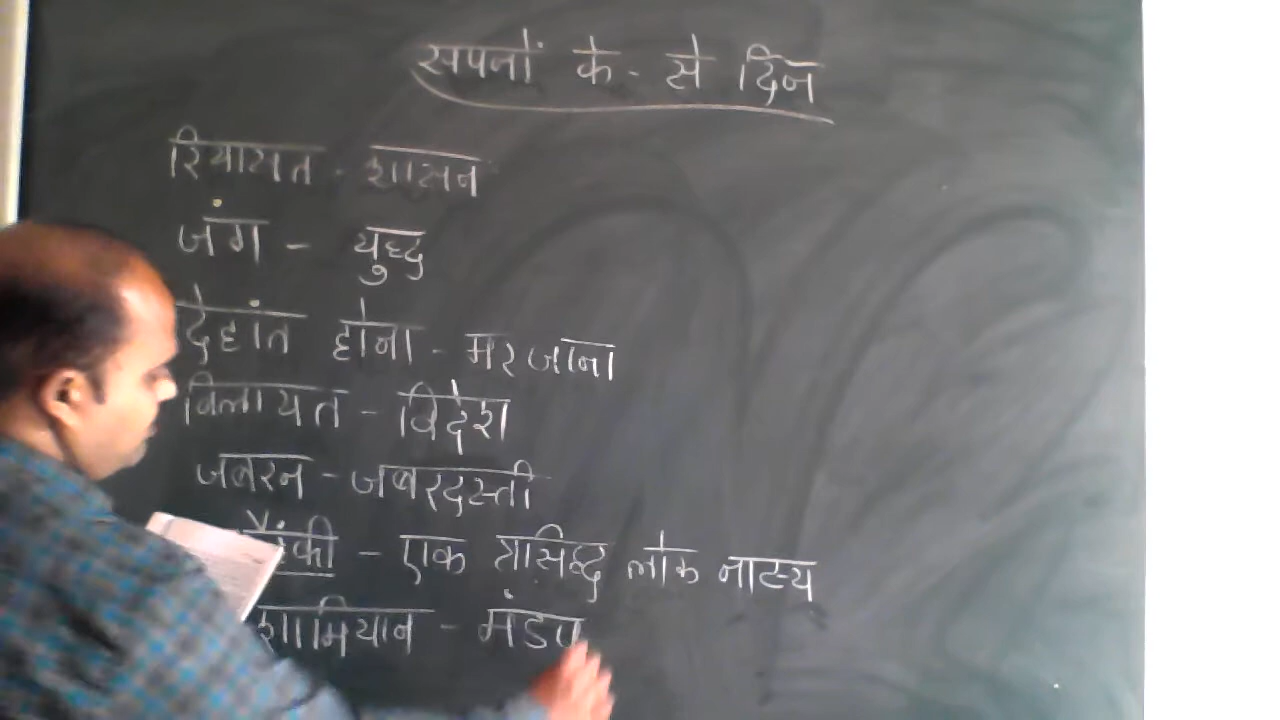 सपनों के - से दिन
रियासत - शासन
जंग - युध्द
देहांत होना - मर जाना
विलायत - विदेश
जबरन - जबरदस्ती
- एक प्रसिद्ध लोक नाट्य
शामियाने - मंडप